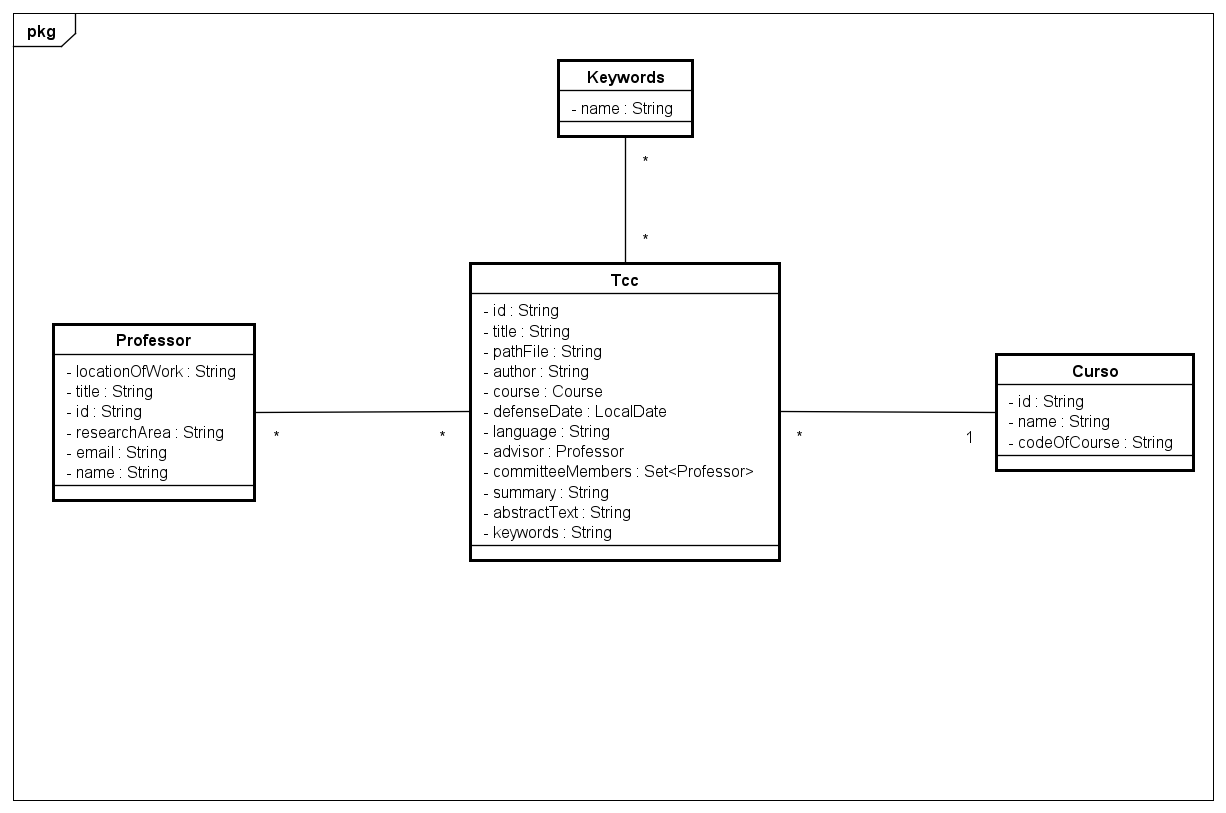 pkg
Keywords
- name : String
*
*
Tcc
- id : String
- title : String
- pathFile : String
- author : String
- course : Course
- defenseDate : LocalDate
- language : String
- advisor : Professor
- committeeMembers : Set<Professor>
- summary : String
- abstractText : String
- keywords : String
Professor
- locationOfWork : String
- title : String
- id : String
- researchArea : String
- email : String
- name : String
*
*
*
1
Curso
- id : String
- name : String
- codeOfCourse : String